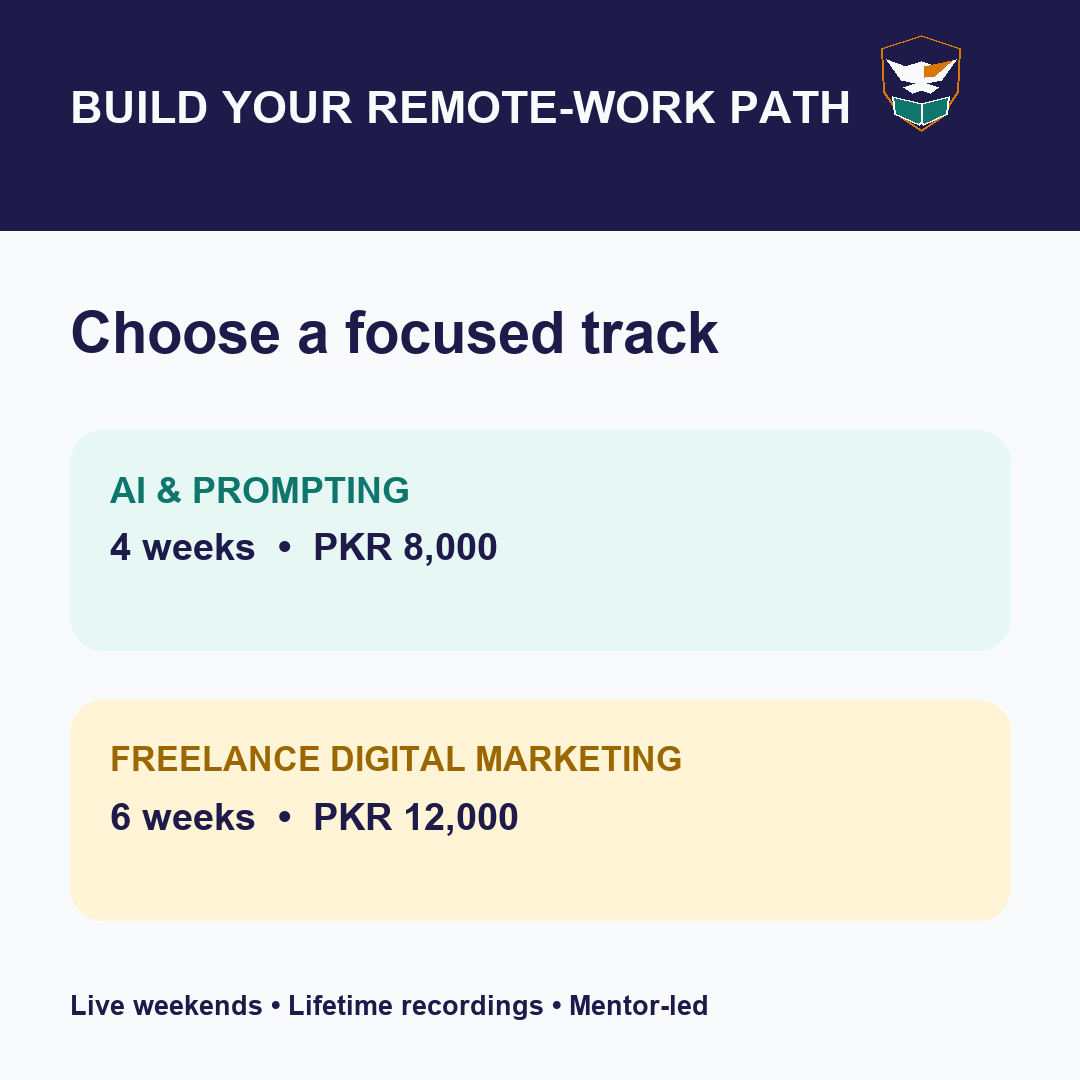 BUILD YOUR REMOTE-WORK PATH
Choose a focused track
AI & PROMPTING
4 weeks • PKR 8,000
FREELANCE DIGITAL MARKETING
6 weeks • PKR 12,000
Live weekends • Lifetime recordings • Mentor-led